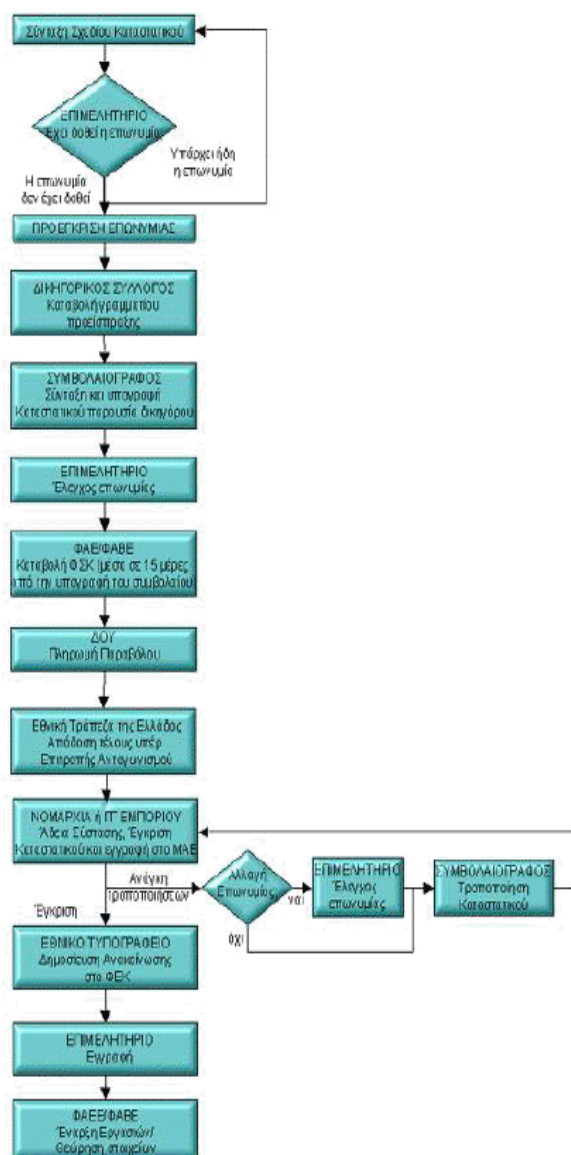 Σύνταξη Σχεδίου Καταστατικού
ΕΠΙΜΕΛΗΤΗΡΙΟ
Έχει δοθεί η επωνυμία
Υπάρχει ήδη
η επωνυμία
Η επωνυμία
δεν έχει δοθεί
ΠΡΟΕΓΚΡΙΣΗ ΕΠΩΝΥΜΙΑΣ
ΔΙΚΗΓΟΡΙΚΟΣ ΣΥΛΛΟΓΟΣ
Καταβολή γραμματίου
προείσπραξης
ΣΥΜΒΟΛΑΙΟΓΡΑΦΟΣ
Σύνταξη και υπογραφή
Καταστατικού παρουσία δικηγόρου
ΕΠΙΜΕΛΗΤΗΡΙΟ
Έλεγχος επωνυμίας
ΦΑΕ/ΦΑΒΕ
Καταβολή ΦΣΚ (μέσα σε 15 μέρες
από την υπογραφή του συμβολαίου)
ΔΟΥ
Πληρωμή Παραβόλου
Εθνική Τράπεζα της Ελλάδος
Απόδοση τέλους υπέρ
Επιτροπής Ανταγωνισμού
ΝΟΜΑΡΧΙΑ ή ΓΓ ΕΜΠΟΡΙΟΥ
Άδεια Σύστασης, Έγκριση
Καταστατικού και εγγραφή στο ΜΑΕ
Ανάγκη
τροποποιήσεων
Αλλαγή
Επωνυμίας;
ναι
όχι
ΕΠΙΜΕΛΗΤΗΡΙΟ
Έλεγχος
επωνυμίας
ΣΥΜΒΟΛΑΙΟΓΡΑΦΟΣ
Τροποποίηση
Καταστατικού
Έγκριση
ΕΘΝΙΚΟ ΤΥΠΟΓΡΑΦΕΙΟ
Δημοσίευση Ανακοίνωσης
στο ΦΕΚ
ΕΠΙΜΕΛΗΤΗΡΙΟ
Εγγραφή
ΦΑΕΕ/ΦΑΒΕ
Έναρξη Εργασιών/
Θεώρηση στοιχείων